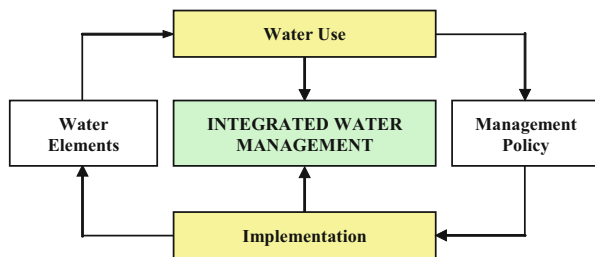 Water Use
Water
Elements
INTEGRATED WATER
MANAGEMENT
Management
Policy
Implementation